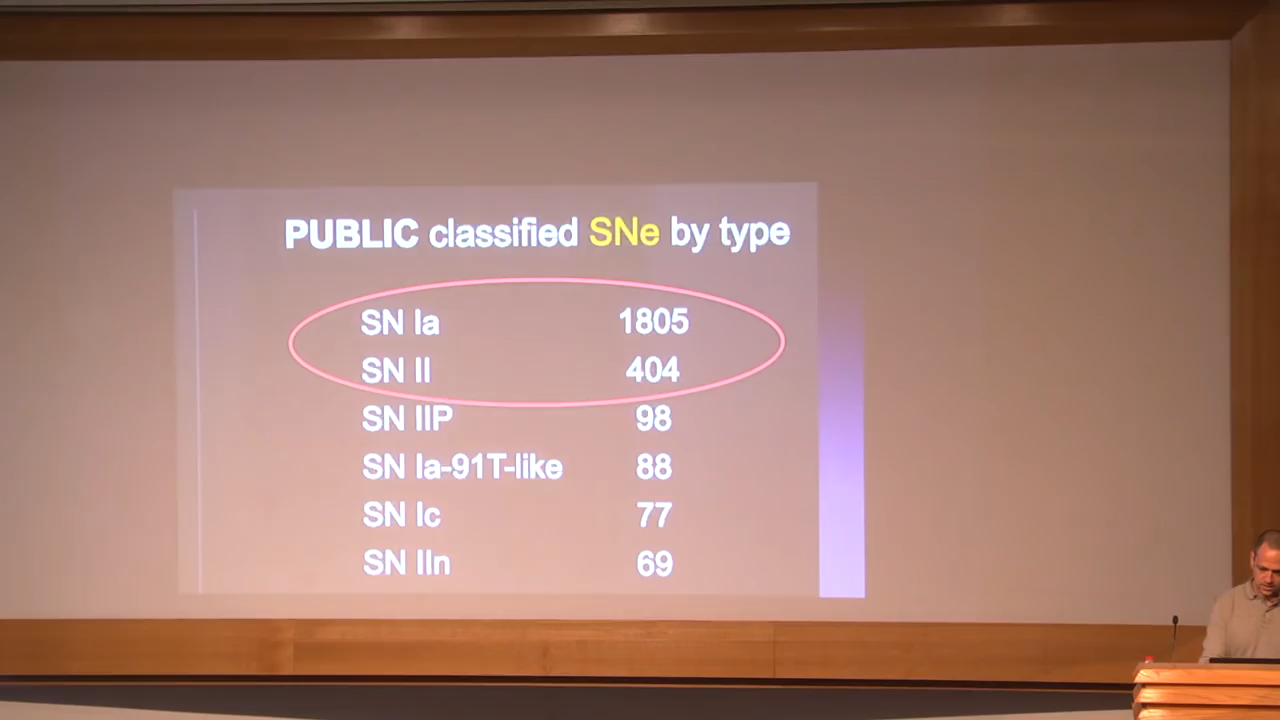 PUBLIC classified SNe by type
SN Ia 1805
SN II 404
SN IIP 98
SN Ia-91T-like 88
SN Ic 77
SN IIn 69